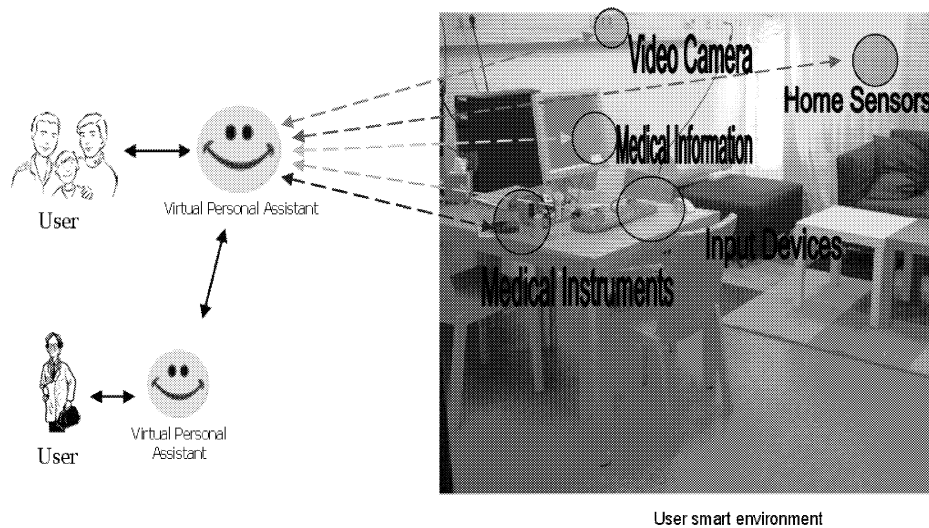 Video Camera
Home Sensors
Medical Information
User
Virtual Personal Assistant
Input Devices
Medical Instruments
User
Virtual Personal
Assistant
User smart environment